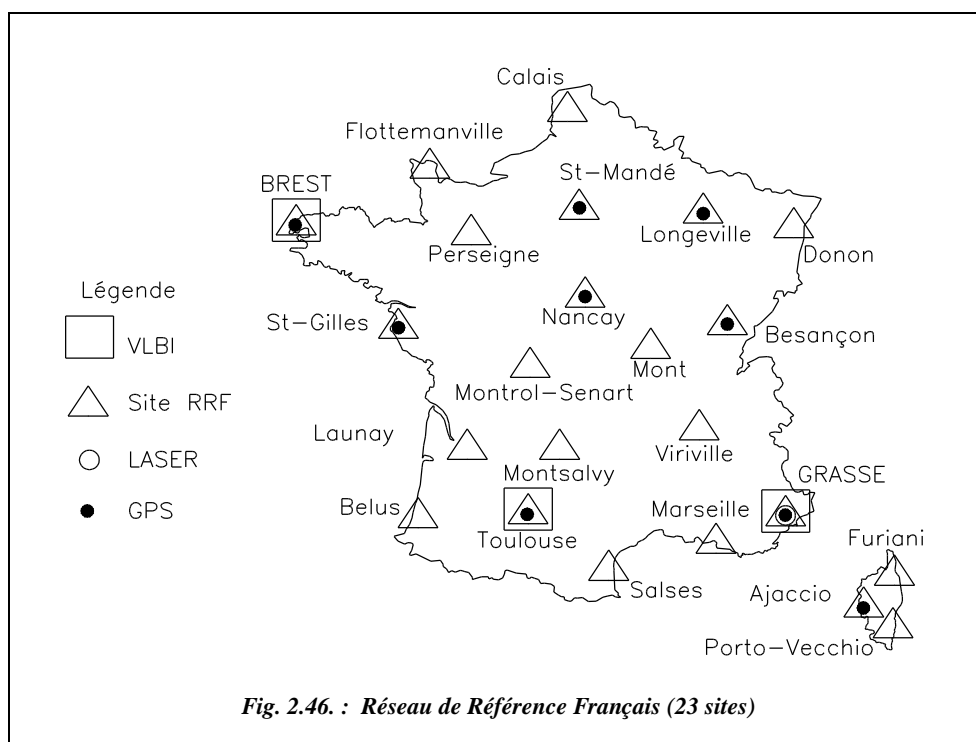 Calais
Flottemanville
St-Mandé
BREST
Longeville
Perseigne
Donon
Légende
Nancay
St-Gilles
Besançon
VLBI
Mont
Montrol-Senart
Site RRF
Launay
Viriville
LASER
Montsalvy
GRASSE
Belus
Marseille
GPS
Toulouse
Furiani
Salses
Ajaccio
Porto-Vecchio
Fig. 2.46. : Réseau de Référence Français (23 sites)